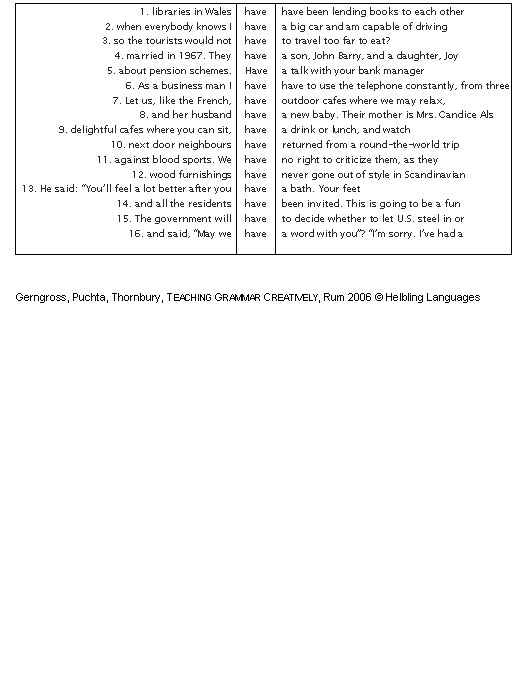 1. libraries in Wales have have been lending books to each other
2. when everybody knows I have a big car and am capable of driving
3. so the tourists would not have to travel too far to eat?
4. married in 1967. They have a son, John Barry, and a daughter, Joy
5. about pension schemes. Have a talk with your bank manager
6. As a business man I have have to use the telephone constantly, from three
7. Let us, like the French, have outdoor cafes where we may relax,
8. and her husband have a new baby. Their mother is Mrs. Candice Als
9. delightful cafes where you can sit, have a drink or lunch, and watch
10. next door neighbours have returned from a round-the-world trip
11. against blood sports. We have no right to criticize them, as they
12. wood furnishings have never gone out of style in Scandinavian
13. He said: "You'll feel a lot better after you have a bath. Your feet
14. and all the residents have been invited. This is going to be a fun
15. The government will have to decide whether to let U.S. steel in or
16. and said, "May we have a word with you"? "I'm sorry. I've had a
Gerngross, Puchta, Thornbury, TEACHING GRAMMAR CREATIVELY, Rum 2006 © Helbling Languages